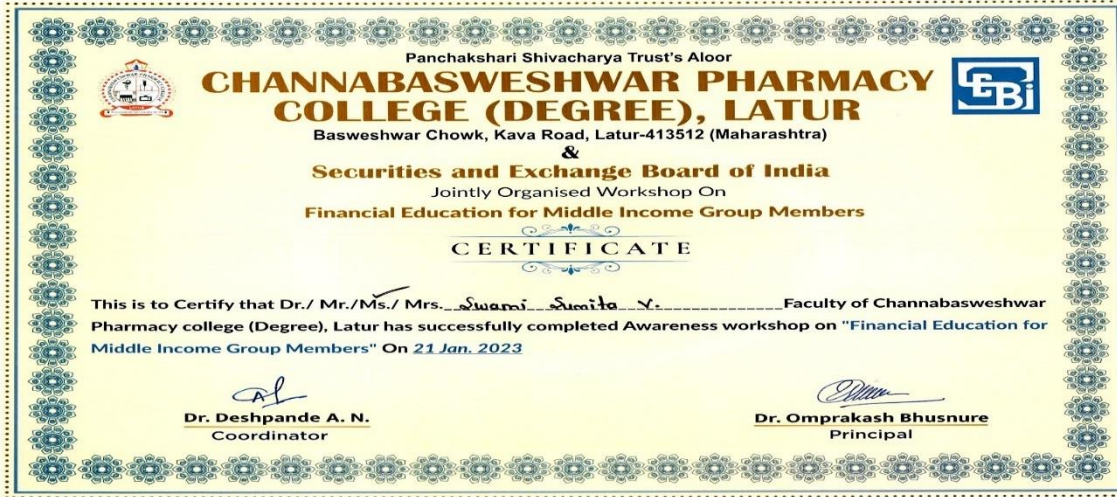 Panchakshari Shivacharya Trust's Aloor
CHANNABASWESHWAR PHARMACY
COLLEGE (DEGREE), LATUR
SEBI
Basweshwar Chowk, Kava Road, Latur-413512 (Maharashtra)
&
Securities and Exchange Board of India
Jointly Organised Workshop On
Financial Education for Middle Income Group Members
CERTIFICATE
This is to Certify that Dr./ Mr./Ms./ Mrs. Swami Sunita V. Faculty of Channabasweshwar
Pharmacy college (Degree), Latur has successfully completed Awareness workshop on "Financial Education for
Middle Income Group Members" On 21 Jan. 2023
Dr. Deshpande A. N.
Coordinator
Dr. Omprakash Bhusnure
Principal